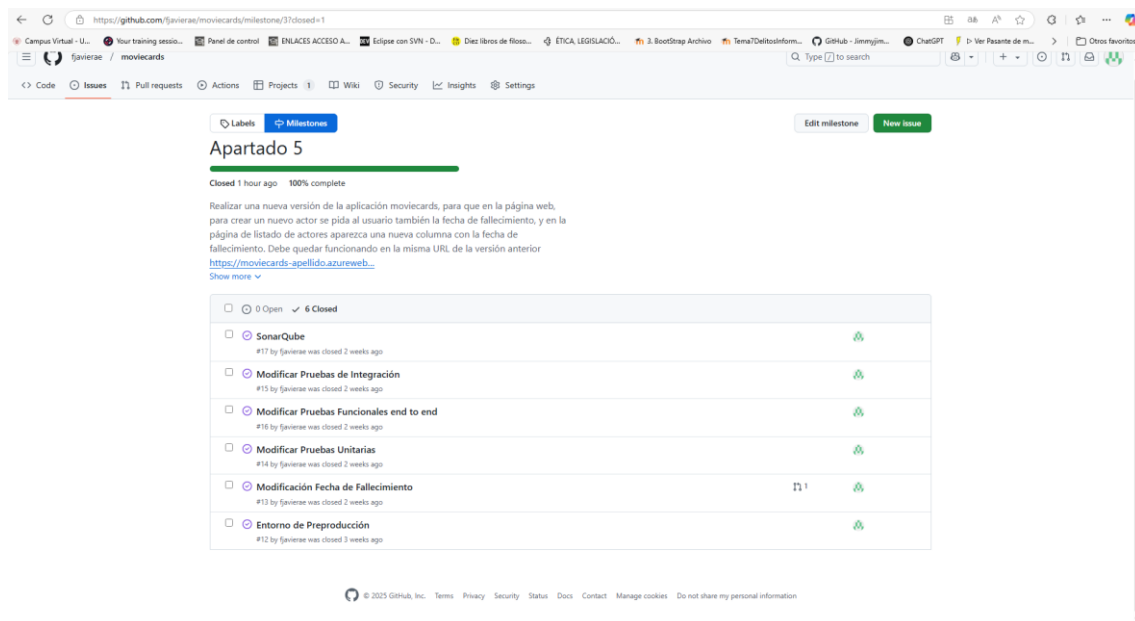 https://github.com/fjavierae/moviecards/milestone/3?closed=1
Campus Virtual - U... Your training sessio... Panel de control ENLACES ACCESO A... Eclipse con SVN - D... Diez libros de filoso... ÉTICA, LEGISLACIÓ... 3. BootStrap Archivo Tema7DelitosInform... GitHub - Jimmyjim... ChatGPT Ver Pasante de m... Otros favoritos
fjavierae / moviecards Type / to search
Code Issues Pull requests Actions Projects 1 Wiki Security Insights Settings
Labels Milestones Edit milestone New issue
Apartado 5
Closed 1 hour ago 100% complete
Realizar una nueva versión de la aplicación moviecards, para que en la página web,
para crear un nuevo actor se pida al usuario también la fecha de fallecimiento, y en la
página de listado de actores aparezca una nueva columna con la fecha de
fallecimiento. Debe quedar funcionando en la misma URL de la versión anterior
https://moviecards-apellido.azureweb...
Show more
0 Open 6 Closed
SonarQube
#17 by fjavierae was closed 2 weeks ago
Modificar Pruebas de Integración
#15 by fjavierae was closed 2 weeks ago
Modificar Pruebas Funcionales end to end
#16 by fjavierae was closed 2 weeks ago
Modificar Pruebas Unitarias
#14 by fjavierae was closed 2 weeks ago
Modificación Fecha de Fallecimiento 1
#13 by fjavierae was closed 2 weeks ago
Entorno de Preproducción
#12 by fjavierae was closed 3 weeks ago
© 2025 GitHub, Inc. Terms Privacy Security Status Docs Contact Manage cookies Do not share my personal information